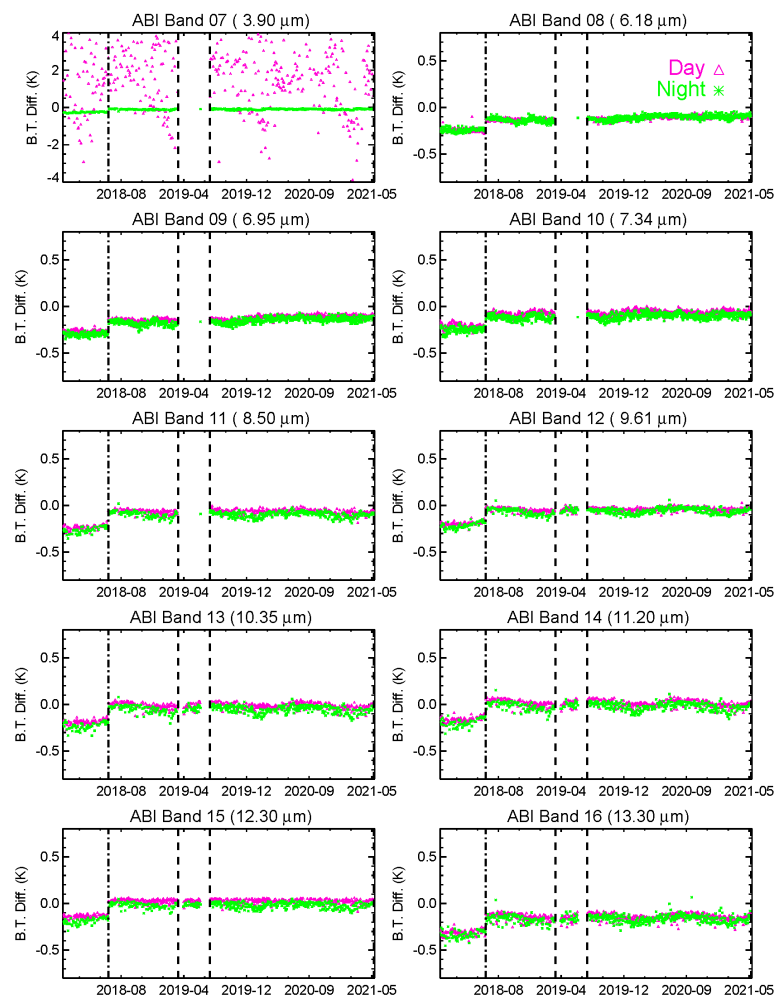 ABI Band 07 ( 3.90 μm)
B.T. Diff. (K)
4
2
0
-2
-4
2018-08 2019-04 2019-12 2020-09 2021-05
ABI Band 08 ( 6.18 μm)
Day
Night
B.T. Diff. (K)
0.5
0.0
-0.5
2018-08 2019-04 2019-12 2020-09 2021-05
ABI Band 09 ( 6.95 μm)
B.T. Diff. (K)
0.5
0.0
-0.5
2018-08 2019-04 2019-12 2020-09 2021-05
ABI Band 10 ( 7.34 μm)
B.T. Diff. (K)
0.5
0.0
-0.5
2018-08 2019-04 2019-12 2020-09 2021-05
ABI Band 11 ( 8.50 μm)
B.T. Diff. (K)
0.5
0.0
-0.5
2018-08 2019-04 2019-12 2020-09 2021-05
ABI Band 12 ( 9.61 μm)
B.T. Diff. (K)
0.5
0.0
-0.5
2018-08 2019-04 2019-12 2020-09 2021-05
ABI Band 13 (10.35 μm)
B.T. Diff. (K)
0.5
0.0
-0.5
2018-08 2019-04 2019-12 2020-09 2021-05
ABI Band 14 (11.20 μm)
B.T. Diff. (K)
0.5
0.0
-0.5
2018-08 2019-04 2019-12 2020-09 2021-05
ABI Band 15 (12.30 μm)
B.T. Diff. (K)
0.5
0.0
-0.5
2018-08 2019-04 2019-12 2020-09 2021-05
ABI Band 16 (13.30 μm)
B.T. Diff. (K)
0.5
0.0
-0.5
2018-08 2019-04 2019-12 2020-09 2021-05